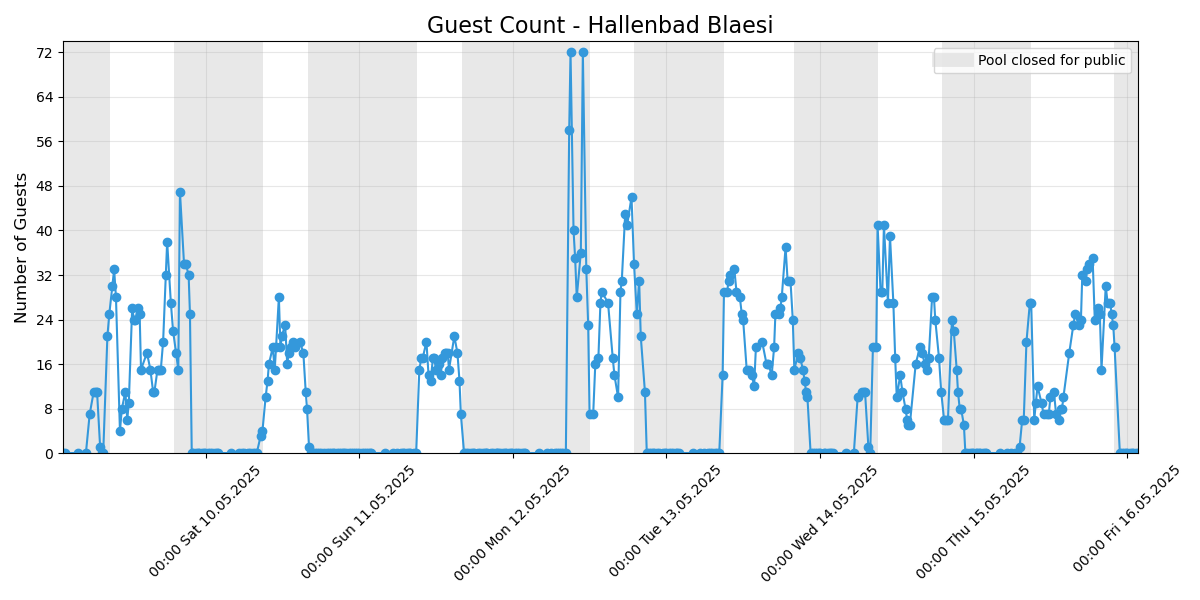 Guest Count - Hallenbad Blaesi
Pool closed for public
Number of Guests
72
64
56
48
40
32
24
16
8
0
00:00 Sat 10.05.2025
00:00 Sun 11.05.2025
00:00 Mon 12.05.2025
00:00 Tue 13.05.2025
00:00 Wed 14.05.2025
00:00 Thu 15.05.2025
00:00 Fri 16.05.2025